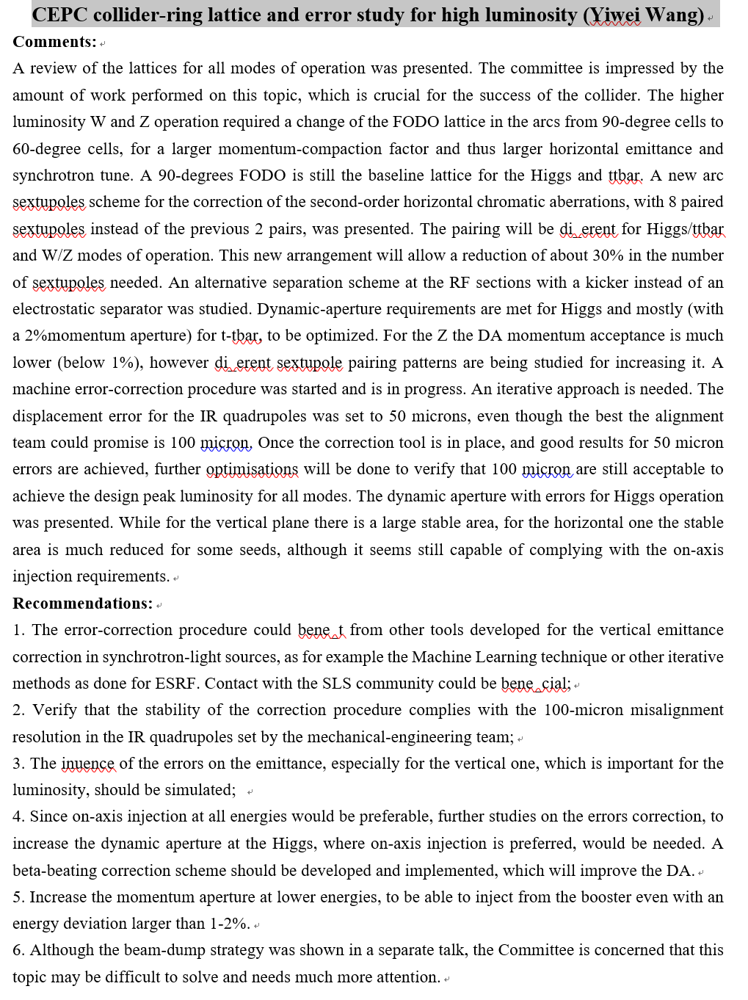 CEPC collider-ring lattice and error study for high luminosity (Yiwei Wang)
Comments:
A review of the lattices for all modes of operation was presented. The committee is impressed by the
amount of work performed on this topic, which is crucial for the success of the collider. The higher
luminosity W and Z operation required a change of the FODO lattice in the arcs from 90-degree cells to
60-degree cells, for a larger momentum-compaction factor and thus larger horizontal emittance and
synchrotron tune. A 90-degrees FODO is still the baseline lattice for the Higgs and ttbar. A new arc
sextupoles scheme for the correction of the second-order horizontal chromatic aberrations, with 8 paired
sextupoles instead of the previous 2 pairs, was presented. The pairing will be di_erent for Higgs/ttbar
and W/Z modes of operation. This new arrangement will allow a reduction of about 30% in the number
of sextupoles needed. An alternative separation scheme at the RF sections with a kicker instead of an
electrostatic separator was studied. Dynamic-aperture requirements are met for Higgs and mostly (with
a 2%momentum aperture) for t-tbar, to be optimized. For the Z the DA momentum acceptance is much
lower (below 1%), however di_erent sextupole pairing patterns are being studied for increasing it. A
machine error-correction procedure was started and is in progress. An iterative approach is needed. The
displacement error for the IR quadrupoles was set to 50 microns, even though the best the alignment
team could promise is 100 micron. Once the correction tool is in place, and good results for 50 micron
errors are achieved, further optimisations will be done to verify that 100 micron are still acceptable to
achieve the design peak luminosity for all modes. The dynamic aperture with errors for Higgs operation
was presented. While for the vertical plane there is a large stable area, for the horizontal one the stable
area is much reduced for some seeds, although it seems still capable of complying with the on-axis
injection requirements.
Recommendations:
1. The error-correction procedure could bene_t from other tools developed for the vertical emittance
correction in synchrotron-light sources, as for example the Machine Learning technique or other iterative
methods as done for ESRF. Contact with the SLS community could be bene_cial;
2. Verify that the stability of the correction procedure complies with the 100-micron misalignment
resolution in the IR quadrupoles set by the mechanical-engineering team;
3. The inuence of the errors on the emittance, especially for the vertical one, which is important for the
luminosity, should be simulated;
4. Since on-axis injection at all energies would be preferable, further studies on the errors correction, to
increase the dynamic aperture at the Higgs, where on-axis injection is preferred, would be needed. A
beta-beating correction scheme should be developed and implemented, which will improve the DA.
5. Increase the momentum aperture at lower energies, to be able to inject from the booster even with an
energy deviation larger than 1-2%.
6. Although the beam-dump strategy was shown in a separate talk, the Committee is concerned that this
topic may be difficult to solve and needs much more attention.